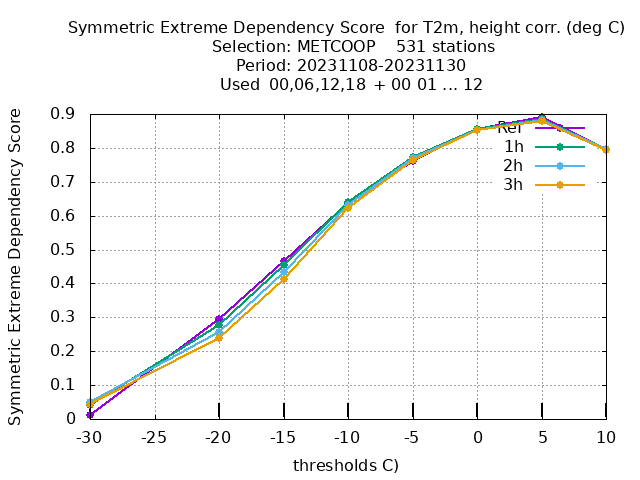 Symmetric Extreme Dependency Score  for T2m, height corr. (deg C)
Selection: METCOOP    531 stations
Period: 20231108-20231130
Used  00,06,12,18  + 00 01 ... 12
Symmetric Extreme Dependency Score
0.9
0.8
0.7
0.6
0.5
0.4
0.3
0.2
0.1
0
Ref
1h
2h
3h
-30
-25
-20
-15
-10
-5
0
5
10
thresholds C)